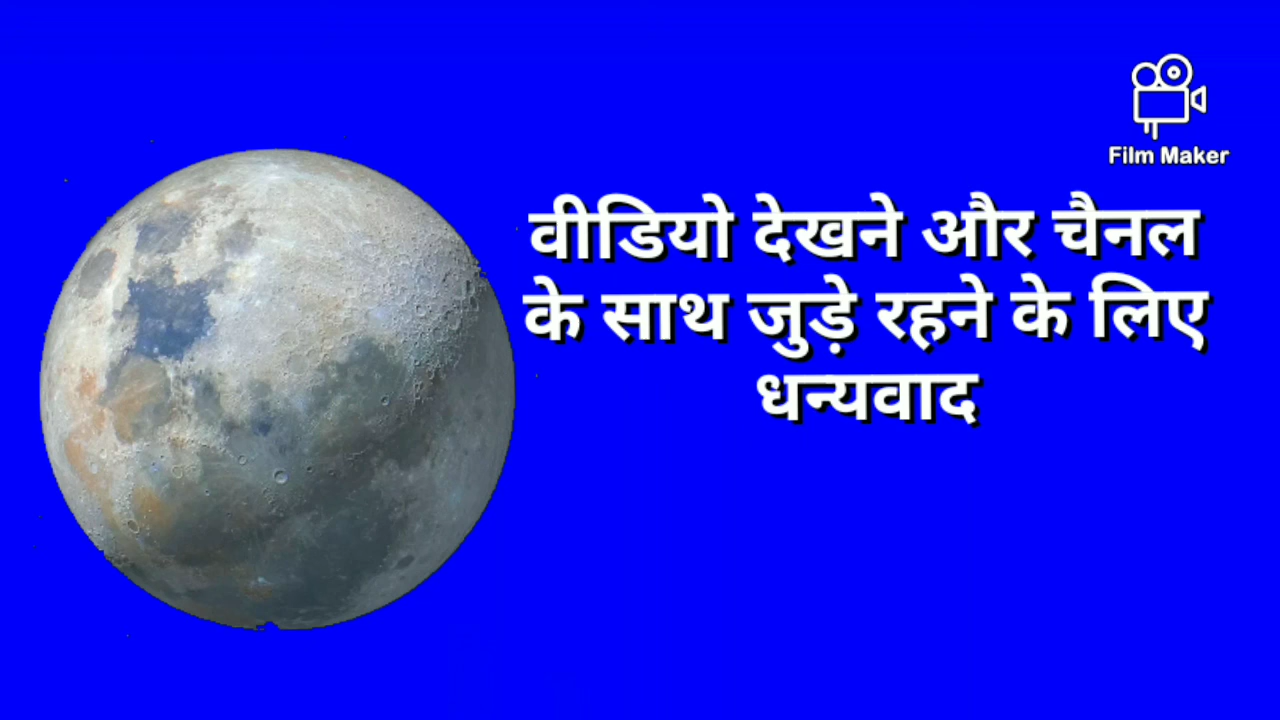 Film Maker
वीडियो देखने और चैनल
के साथ जुड़े रहने के लिए
धन्यवाद